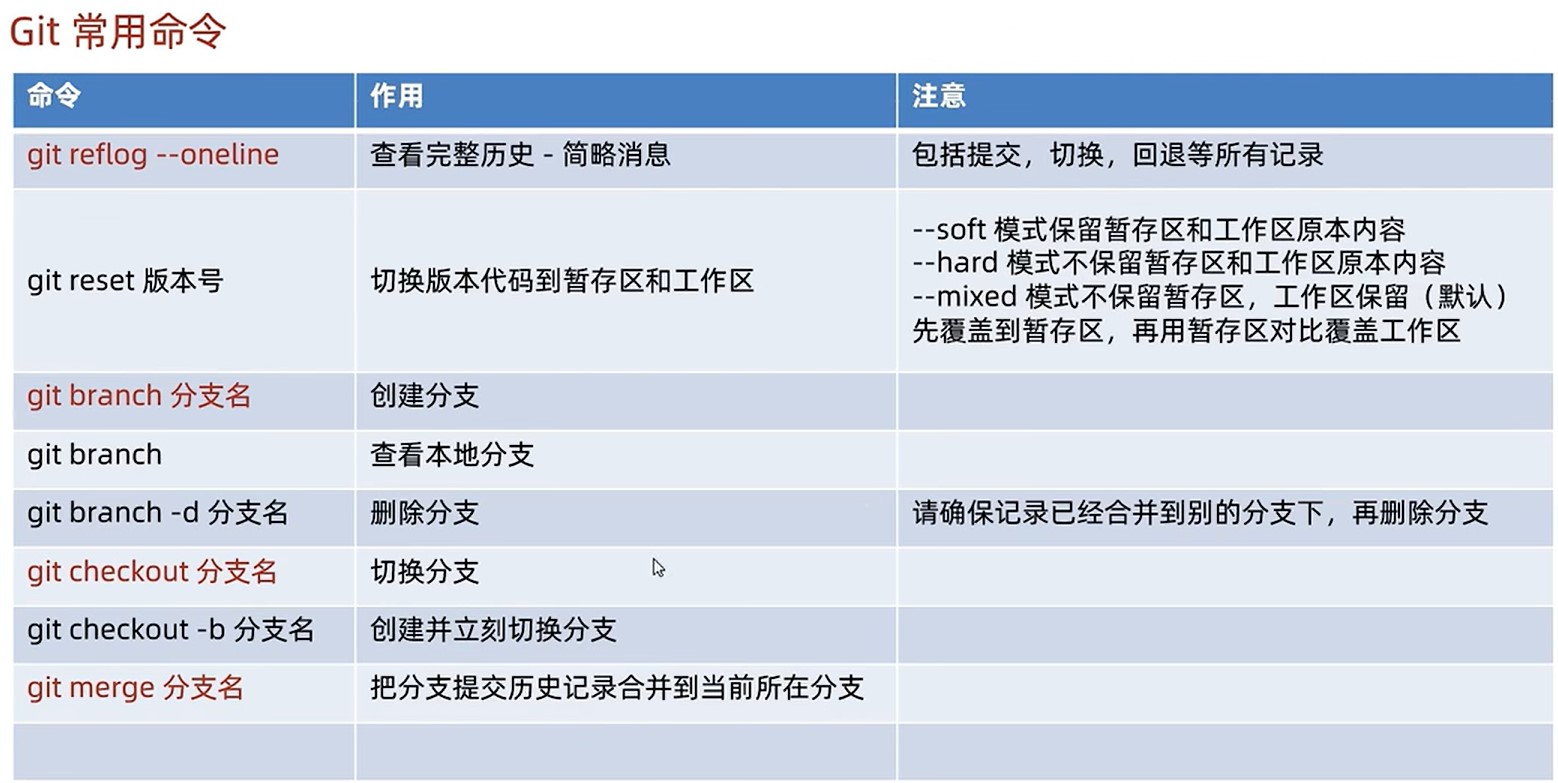 Git 常用命令
命令 作用 注意
git reflog --oneline 查看完整历史 - 简略消息 包括提交，切换，回退等所有记录
git reset 版本号 切换版本代码到暂存区和工作区
--soft 模式保留暂存区和工作区原本内容
--hard 模式不保留暂存区和工作区原本内容
--mixed 模式不保留暂存区，工作区保留（默认）
先覆盖到暂存区，再用暂存区对比覆盖工作区
git branch 分支名 创建分支
git branch 查看本地分支
git branch -d 分支名 删除分支 请确保记录已经合并到别的分支下，再删除分支
git checkout 分支名 切换分支
git checkout -b 分支名 创建并立刻切换分支
git merge 分支名 把分支提交历史记录合并到当前所在分支